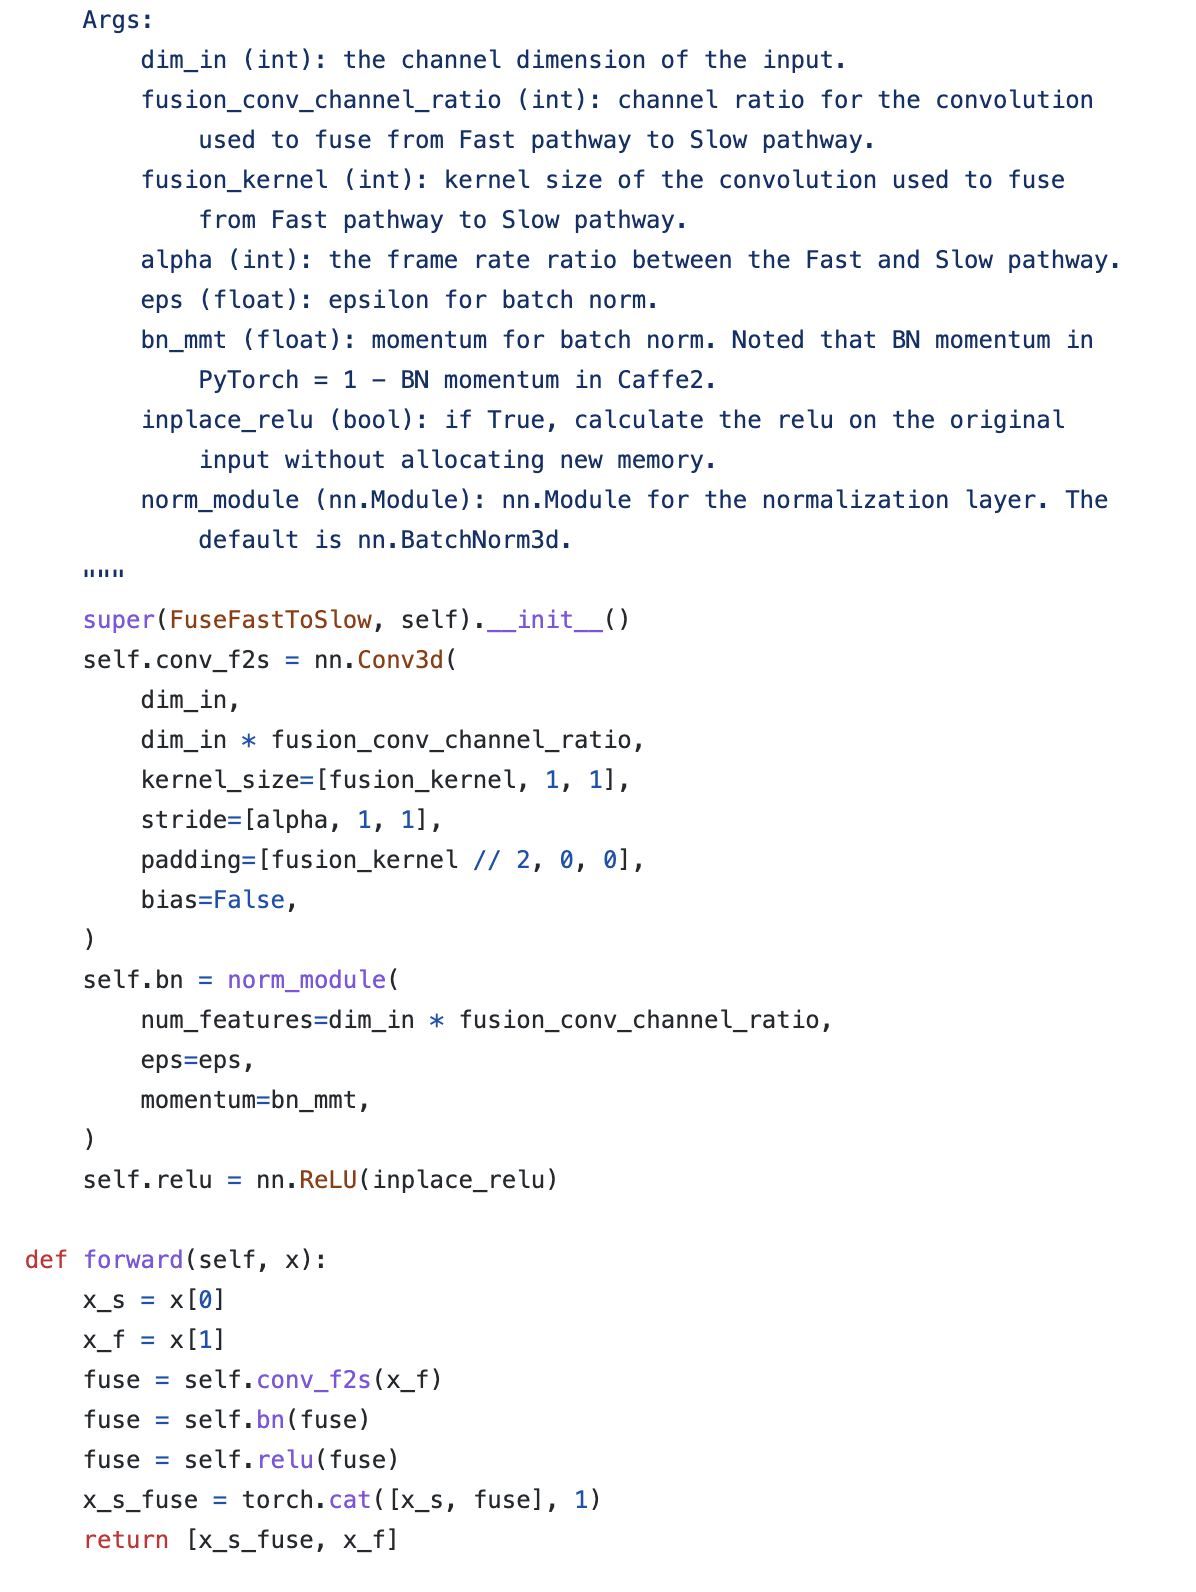 Args:
dim_in (int): the channel dimension of the input.
fusion_conv_channel_ratio (int): channel ratio for the convolution
used to fuse from Fast pathway to Slow pathway.
fusion_kernel (int): kernel size of the convolution used to fuse
from Fast pathway to Slow pathway.
alpha (int): the frame rate ratio between the Fast and Slow pathway.
eps (float): epsilon for batch norm.
bn_mmt (float): momentum for batch norm. Noted that BN momentum in
PyTorch = 1 - BN momentum in Caffe2.
inplace_relu (bool): if True, calculate the relu on the original
input without allocating new memory.
norm_module (nn.Module): nn.Module for the normalization layer. The
default is nn.BatchNorm3d.
"""
super(FuseFastToSlow, self).__init__()
self.conv_f2s = nn.Conv3d(
dim_in,
dim_in * fusion_conv_channel_ratio,
kernel_size=[fusion_kernel, 1, 1],
stride=[alpha, 1, 1],
padding=[fusion_kernel // 2, 0, 0],
bias=False,
)
self.bn = norm_module(
num_features=dim_in * fusion_conv_channel_ratio,
eps=eps,
momentum=bn_mmt,
)
self.relu = nn.ReLU(inplace_relu)
def forward(self, x):
x_s = x[0]
x_f = x[1]
fuse = self.conv_f2s(x_f)
fuse = self.bn(fuse)
fuse = self.relu(fuse)
x_s_fuse = torch.cat([x_s, fuse], 1)
return [x_s_fuse, x_f]